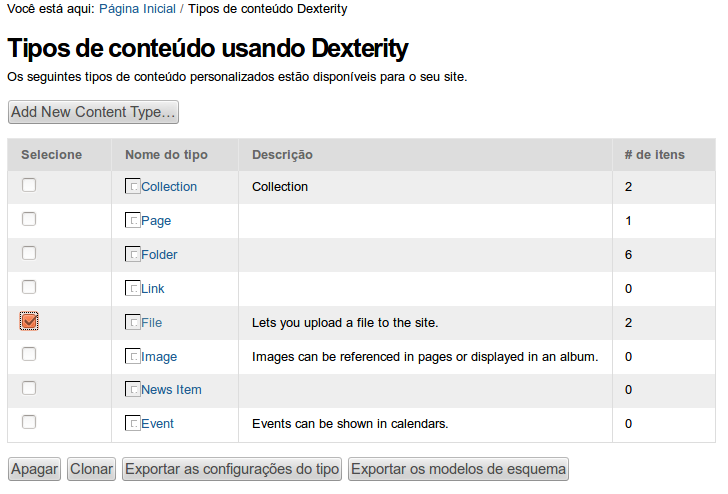 Você está aqui: Página Inicial / Tipos de conteúdo Dexterity
Tipos de conteúdo usando Dexterity
Os seguintes tipos de conteúdo personalizados estão disponíveis para o seu site.
Add New Content Type…
Selecione Nome do tipo Descrição # de itens
Collection Collection 2
Page 1
Folder 6
Link 0
File Lets you upload a file to the site. 2
Image Images can be referenced in pages or displayed in an album. 0
News Item 0
Event Events can be shown in calendars. 0
Apagar Clonar Exportar as configurações do tipo Exportar os modelos de esquema